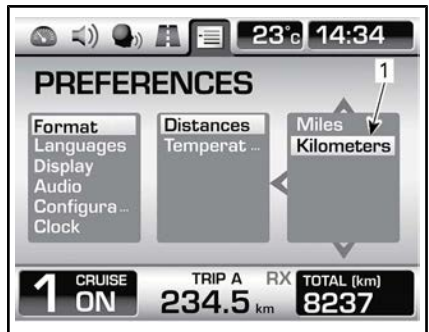 23°c 14:34
PREFERENCES
1
Format
Languages
Display
Audio
Configura ...
Clock
Distances
Temperat ...
Miles
Kilometers
1 CRUISE ON
TRIP A
234.5 km
RX
TOTAL (km)
8237